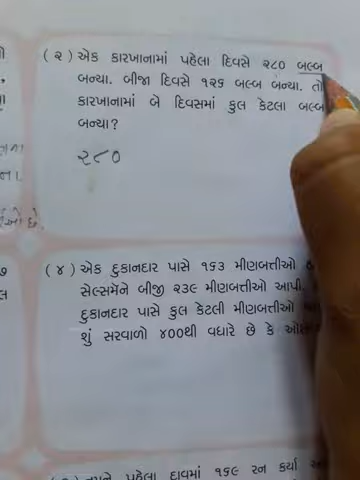 (૨) એક કારખાનામાં પહેલા દિવસે ૨૮૦ બલ્બ
બન્યા. બીજા દિવસે ૧૨૬ બલ્બ બન્યા. તો
કારખાનામાં બે દિવસમાં કુલ કેટલા બલ્બ
બન્યા?
૨૮૦
(૪) એક દુકાનદાર પાસે ૧૬૩ મીણબત્તીઓ
સેલ્સમૅને બીજી ૨૩૯ મીણબત્તીઓ આપી.
દુકાનદાર પાસે કુલ કેટલી મીણબત્તીઓ
શું સરવાળો ૪૦૦થી વધારે છે કે
પહેલા દાવમાં ૧૬૯ રન કર્યા